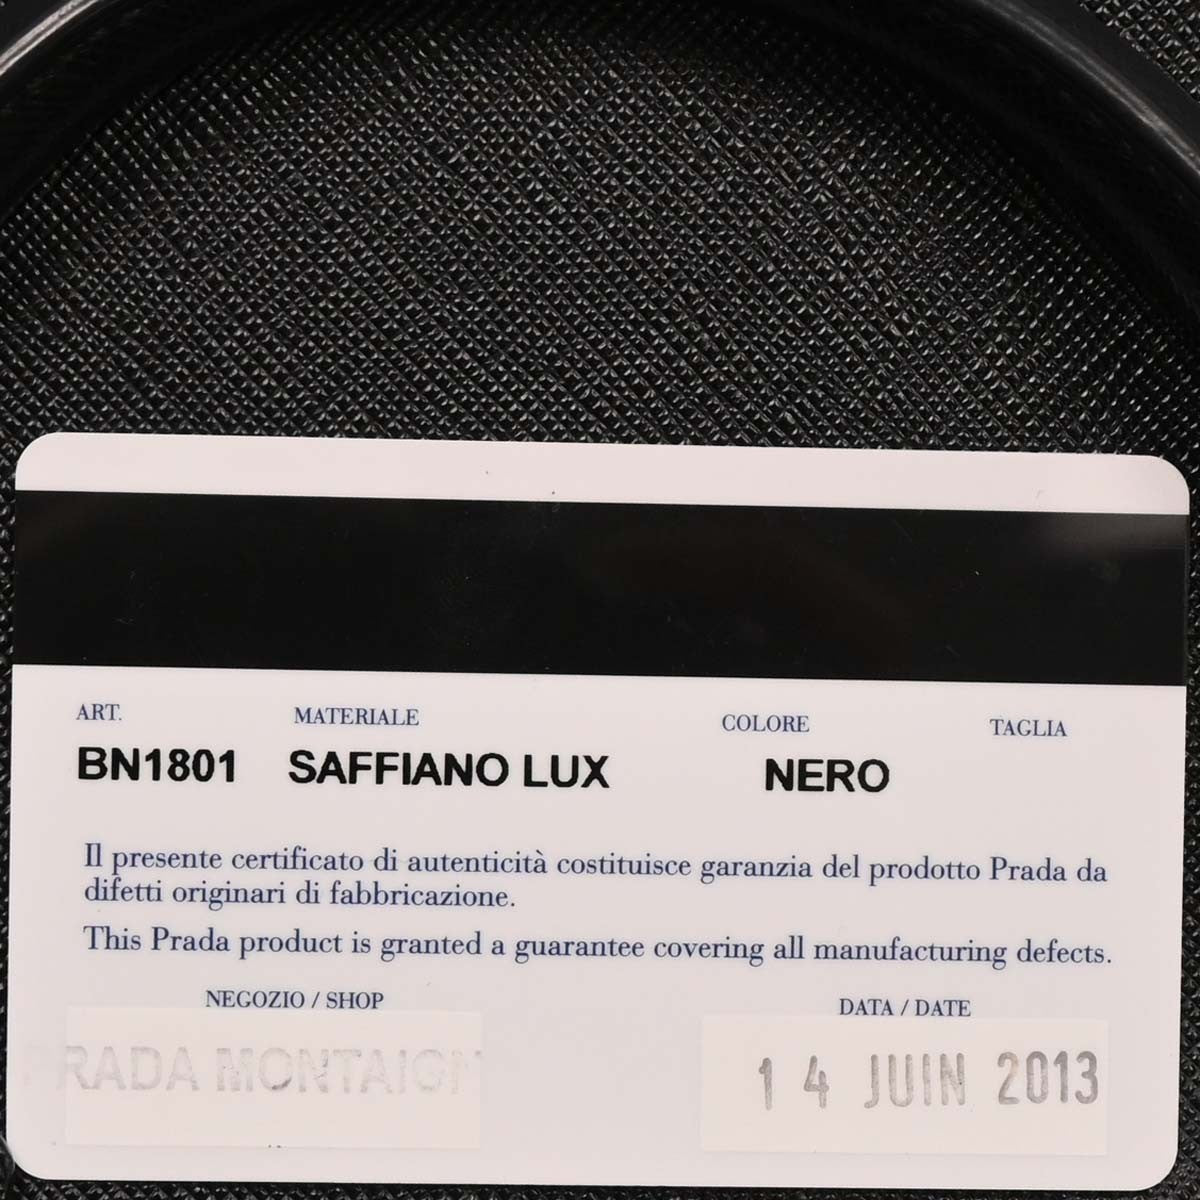 ART. MATERIALE COLORE TAGLIA
BN1801 SAFFIANO LUX NERO
Il presente certificato di autenticità costituisce garanzia del prodotto Prada da
difetti originari di fabbricazione.
This Prada product is granted a guarantee covering all manufacturing defects.
NEGOZIO / SHOP DATA / DATE
RADA MONTAIGN 14 JUIN 2013